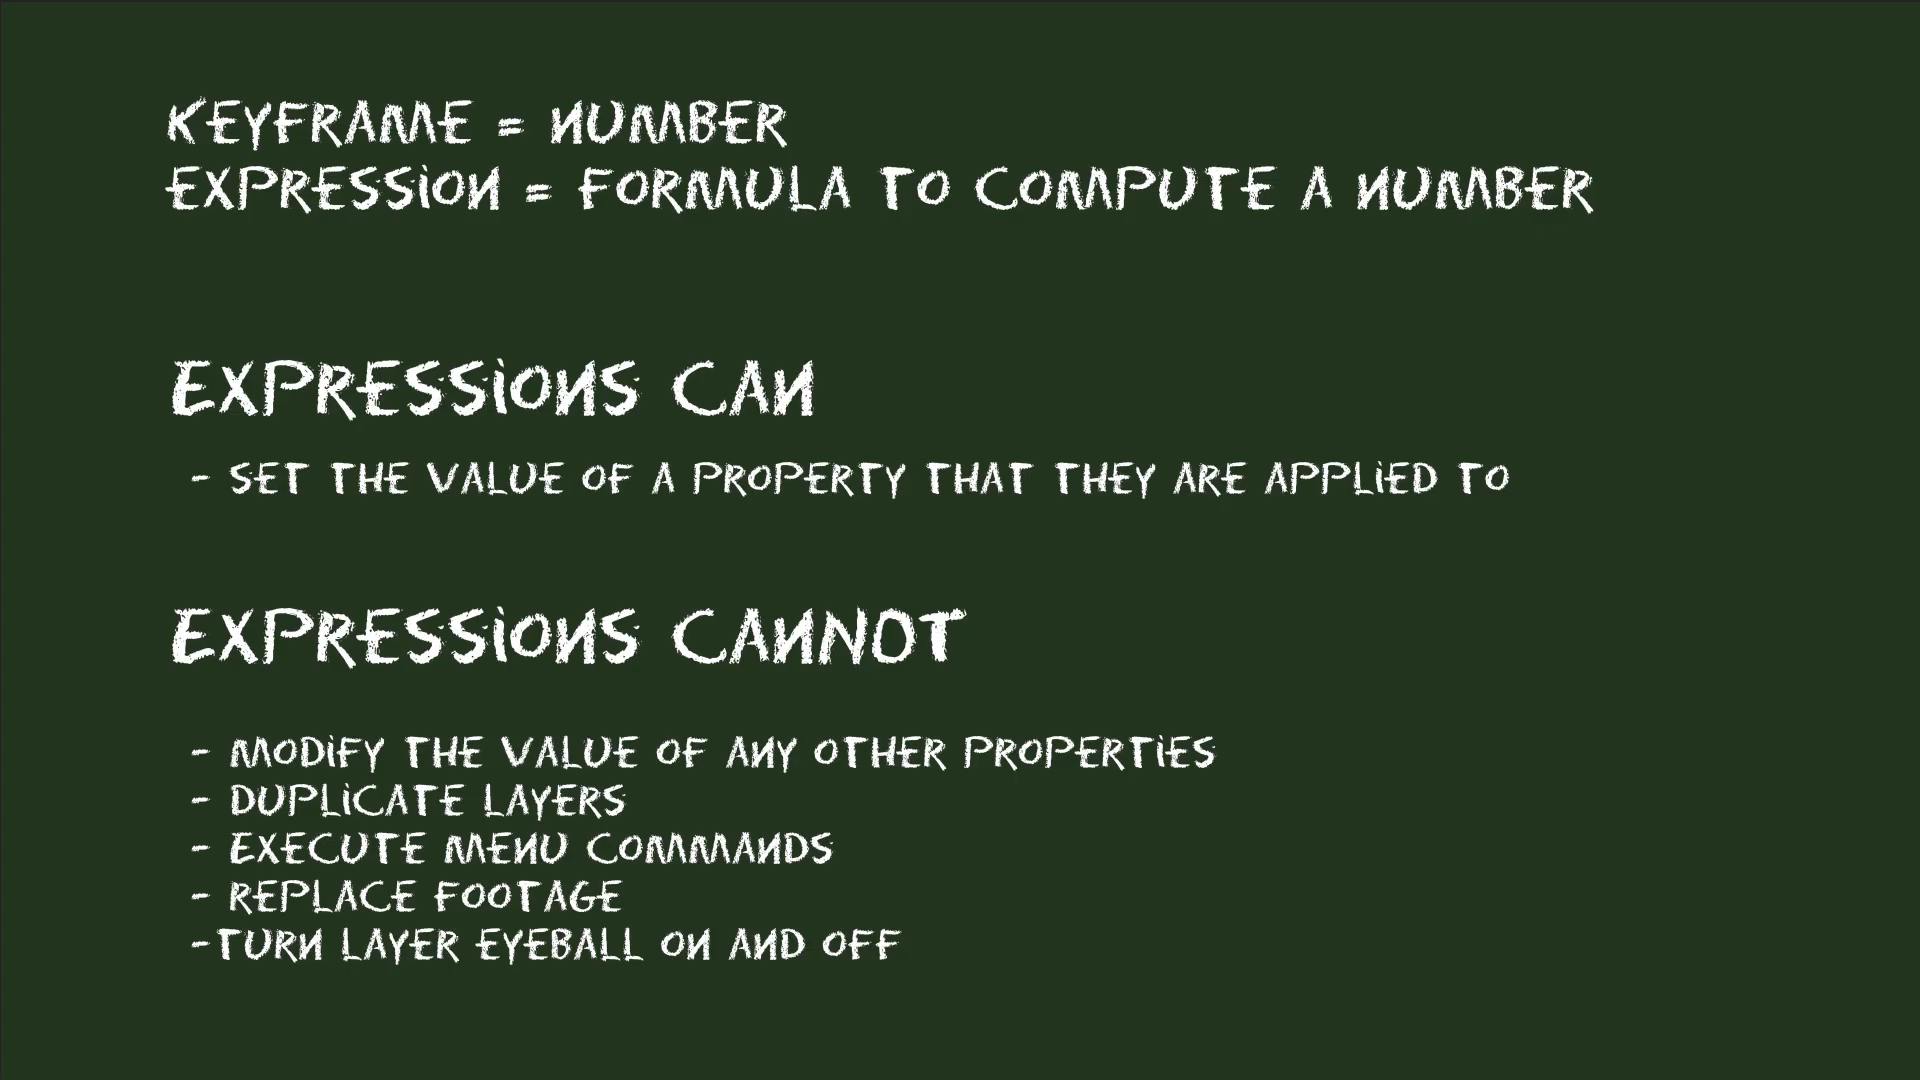 KEYFRAME = NUMBER
EXPRESSION = FORMULA TO COMPUTE A NUMBER
EXPRESSIONS CAN
- SET THE VALUE OF A PROPERTY THAT THEY ARE APPLIED TO
EXPRESSIONS CANNOT
- MODIFY THE VALUE OF ANY OTHER PROPERTIES
- DUPLICATE LAYERS
- EXECUTE MENU COMMANDS
- REPLACE FOOTAGE
-TURN LAYER EYEBALL ON AND OFF